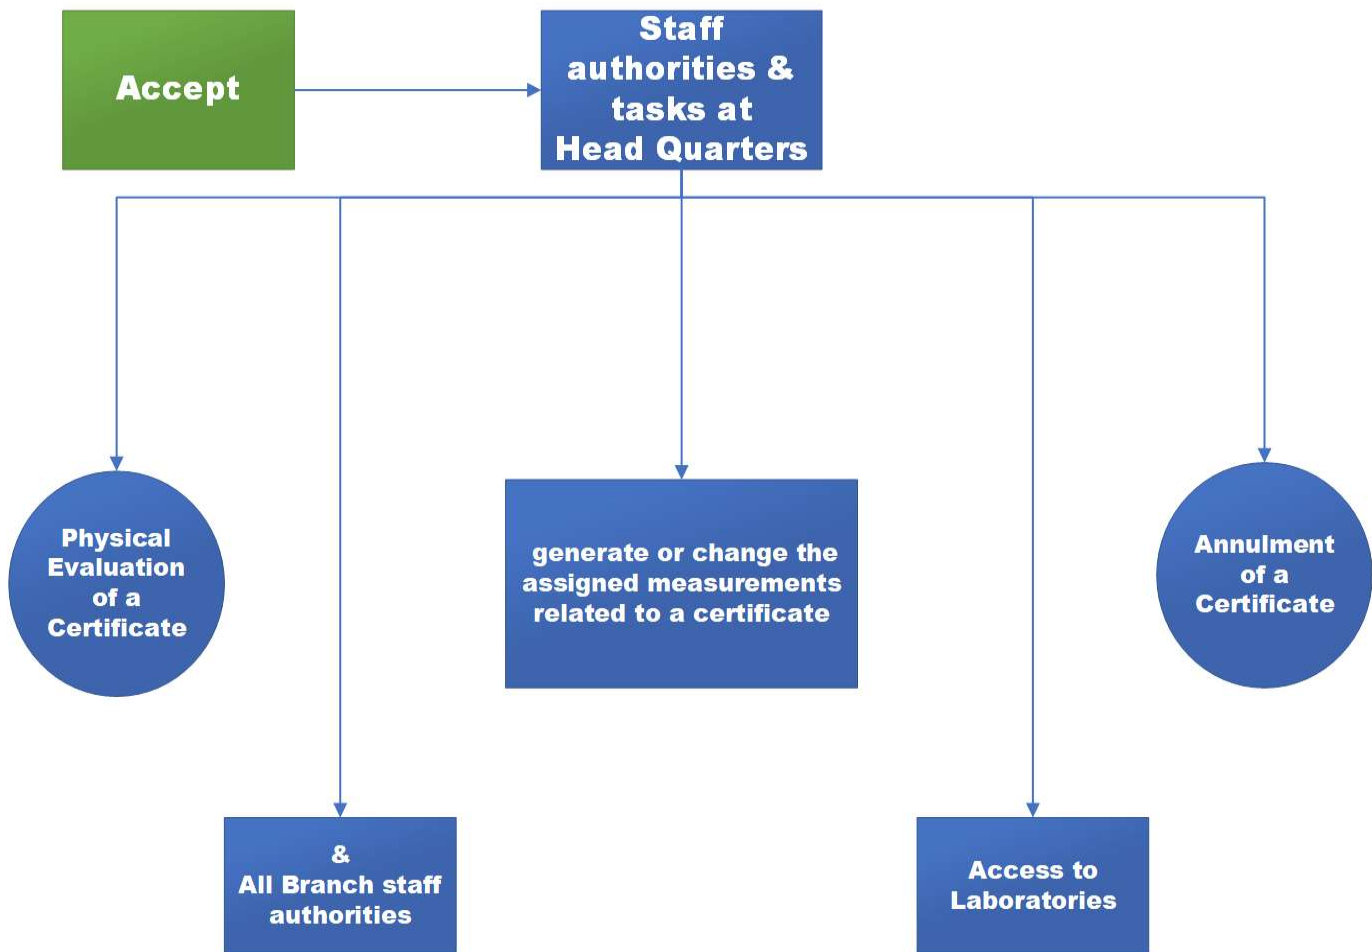 Accept
Staff
authorities &
tasks at
Head Quarters
Physical
Evaluation
of a
Certificate
generate or change the
assigned measurements
related to a certificate
Annulment
of a
Certificate
&
All Branch staff
authorities
Access to
Laboratories